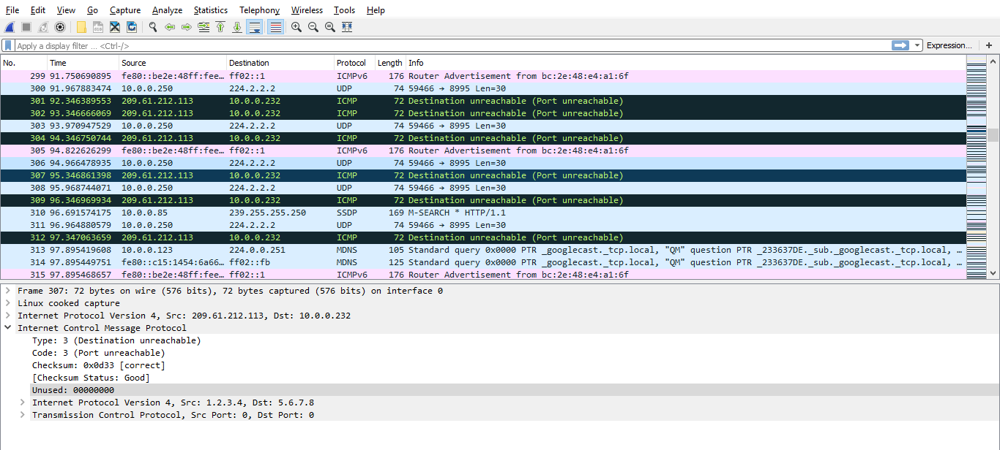 File Edit View Go Capture Analyze Statistics Telephony Wireless Tools Help
Apply a display filter ... <Ctrl-/> Expression... +
No. Time Source Destination Protocol Length Info
299 91.750690895 fe80::be2e:48ff:fee… ff02::1 ICMPv6 176 Router Advertisement from bc:2e:48:e4:a1:6f
300 91.967883474 10.0.0.250 224.2.2.2 UDP 74 59466 → 8995 Len=30
301 92.346389553 209.61.212.113 10.0.0.232 ICMP 72 Destination unreachable (Port unreachable)
302 93.346666069 209.61.212.113 10.0.0.232 ICMP 72 Destination unreachable (Port unreachable)
303 93.970947529 10.0.0.250 224.2.2.2 UDP 74 59466 → 8995 Len=30
304 94.346750744 209.61.212.113 10.0.0.232 ICMP 72 Destination unreachable (Port unreachable)
305 94.822626299 fe80::be2e:48ff:fee… ff02::1 ICMPv6 176 Router Advertisement from bc:2e:48:e4:a1:6f
306 94.966478935 10.0.0.250 224.2.2.2 UDP 74 59466 → 8995 Len=30
307 95.346861398 209.61.212.113 10.0.0.232 ICMP 72 Destination unreachable (Port unreachable)
308 95.968744071 10.0.0.250 224.2.2.2 UDP 74 59466 → 8995 Len=30
309 96.346969934 209.61.212.113 10.0.0.232 ICMP 72 Destination unreachable (Port unreachable)
310 96.691574175 10.0.0.85 239.255.255.250 SSDP 169 M-SEARCH * HTTP/1.1
311 96.964880579 10.0.0.250 224.2.2.2 UDP 74 59466 → 8995 Len=30
312 97.347063659 209.61.212.113 10.0.0.232 ICMP 72 Destination unreachable (Port unreachable)
313 97.895419608 10.0.0.123 224.0.0.251 MDNS 105 Standard query 0x0000 PTR _googlecast._tcp.local, "QM" question PTR _233637DE._sub._googlecast._tcp.local, …
314 97.895449751 fe80::c15:1454:6a66… ff02::fb MDNS 125 Standard query 0x0000 PTR _googlecast._tcp.local, "QM" question PTR _233637DE._sub._googlecast._tcp.local, …
315 97.895468657 fe80::be2e:48ff:fee… ff02::1 ICMPv6 176 Router Advertisement from bc:2e:48:e4:a1:6f
Frame 307: 72 bytes on wire (576 bits), 72 bytes captured (576 bits) on interface 0
Linux cooked capture
Internet Protocol Version 4, Src: 209.61.212.113, Dst: 10.0.0.232
Internet Control Message Protocol
Type: 3 (Destination unreachable)
Code: 3 (Port unreachable)
Checksum: 0x0d33 [correct]
[Checksum Status: Good]
Unused: 00000000
Internet Protocol Version 4, Src: 1.2.3.4, Dst: 5.6.7.8
Transmission Control Protocol, Src Port: 0, Dst Port: 0